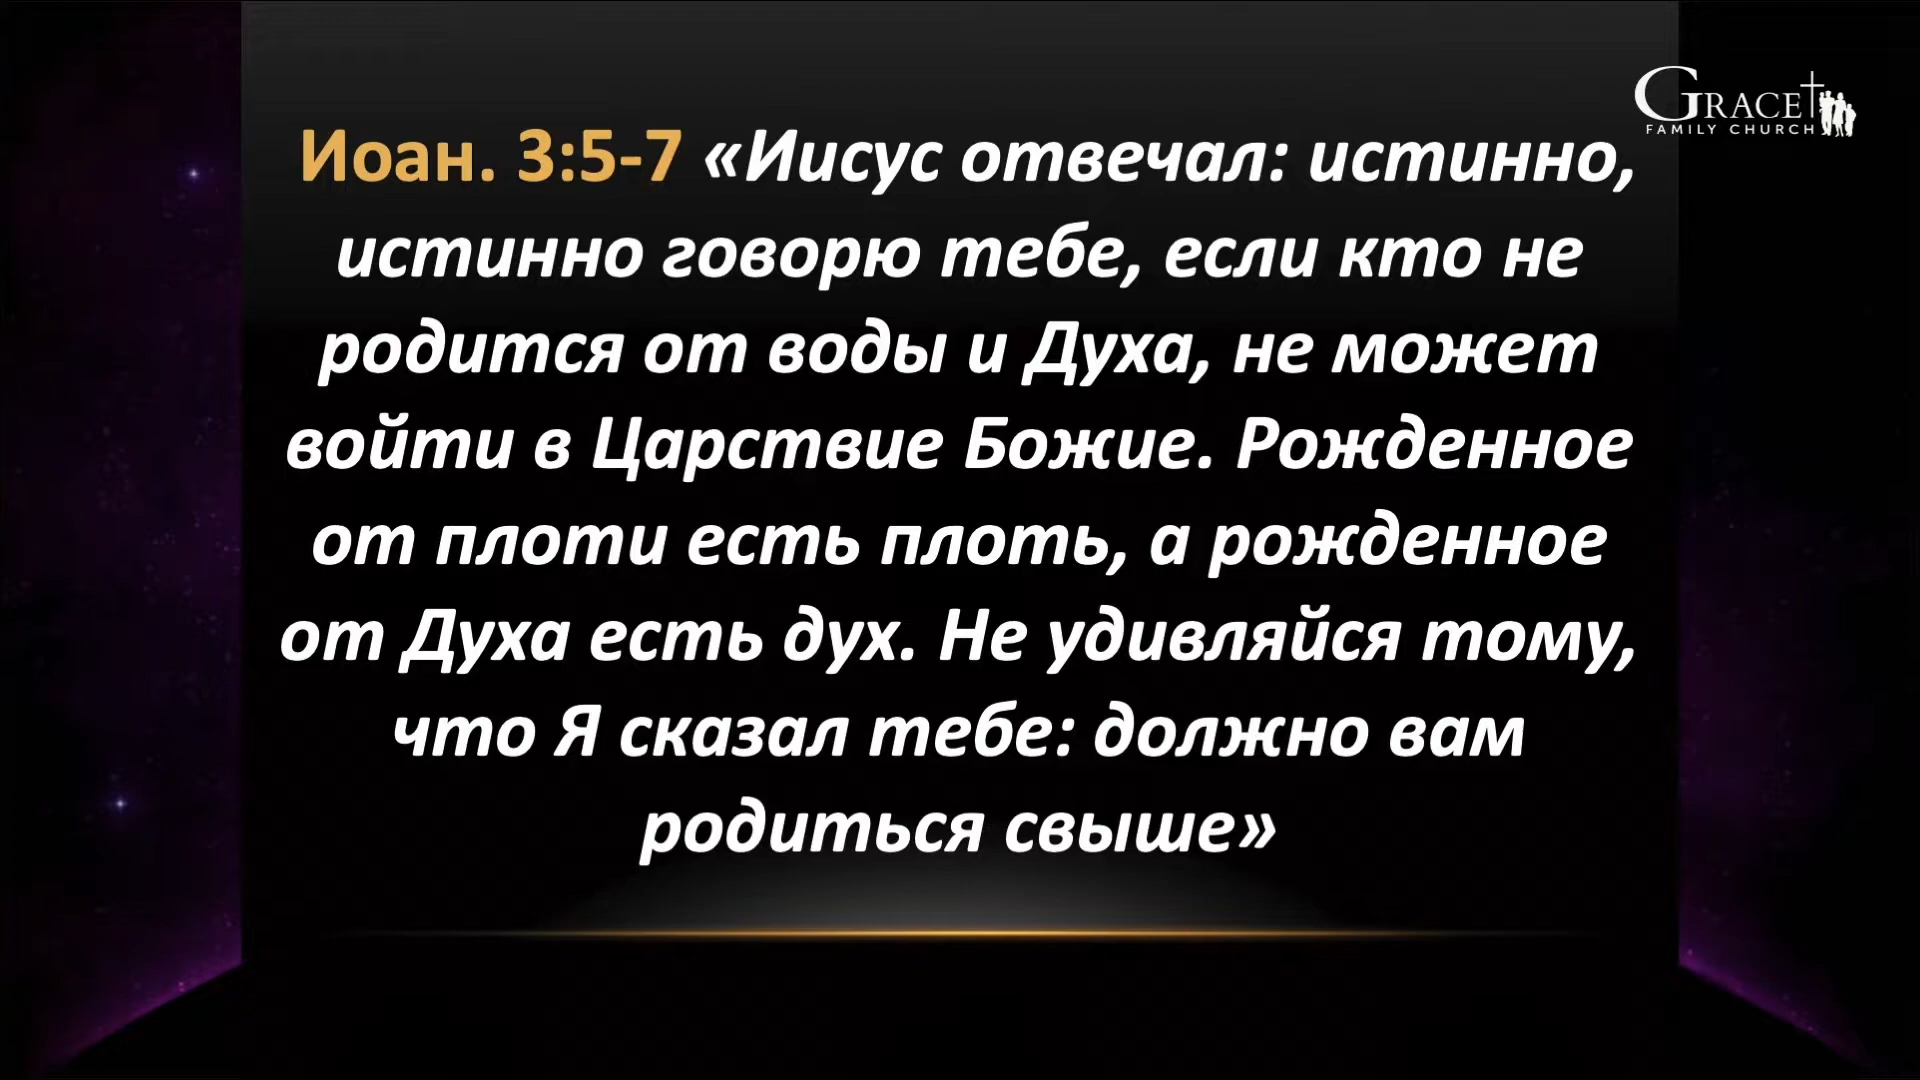 GRACE
FAMILY CHURCH
Иоан. 3:5-7 «Иисус отвечал: истинно,
истинно говорю тебе, если кто не
родится от воды и Духа, не может
войти в Царствие Божие. Рожденное
от плоти есть плоть, а рожденное
от Духа есть дух. Не удивляйся тому,
что Я сказал тебе: должно вам
родиться свыше»